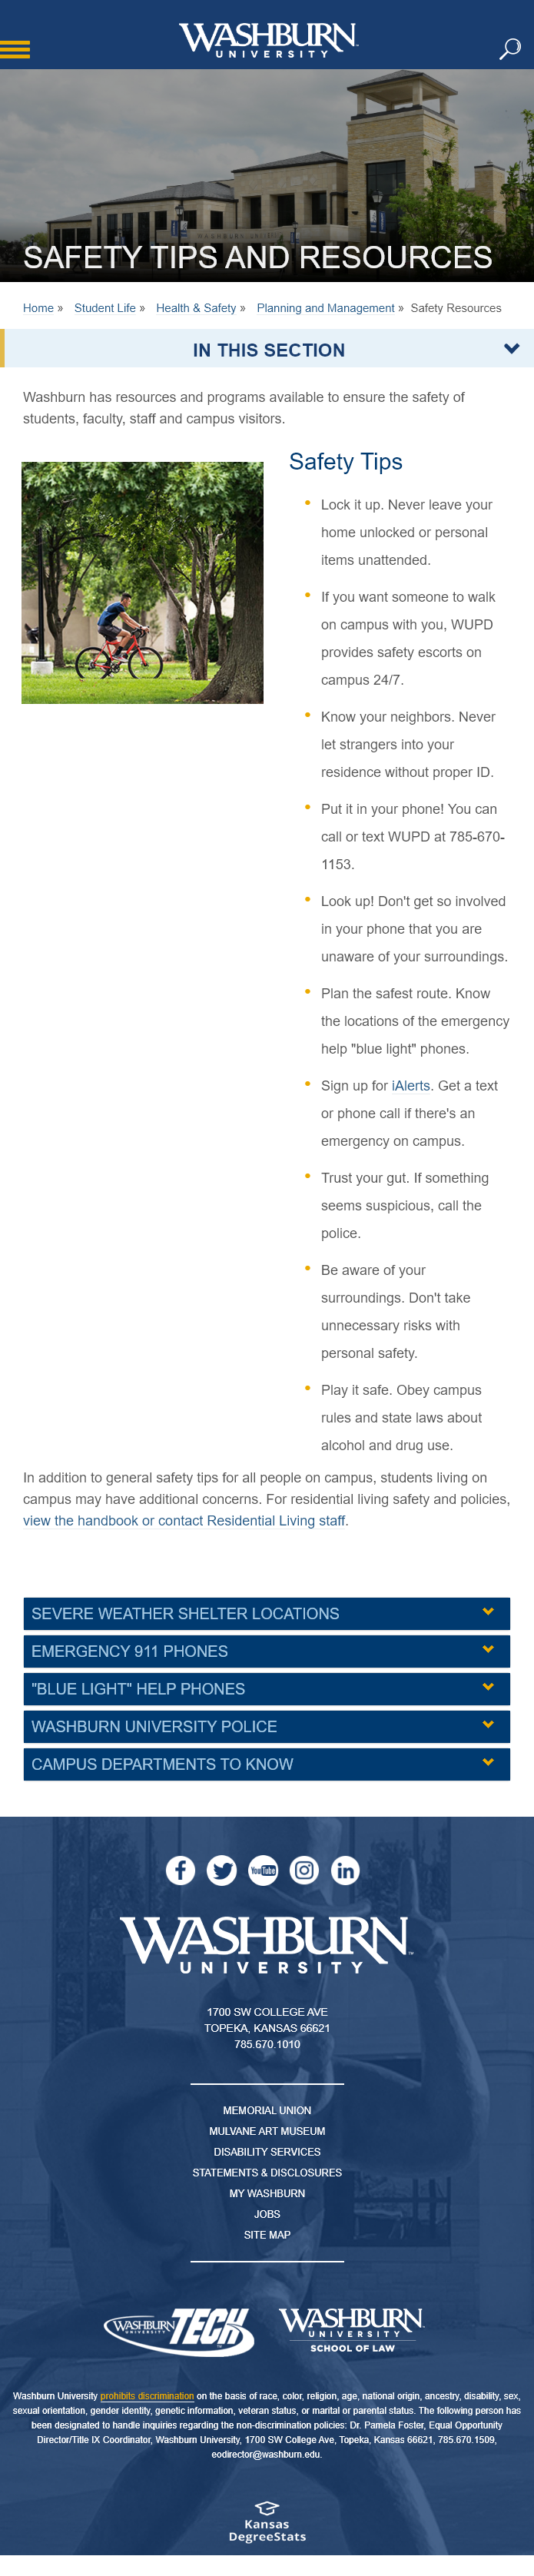 WASHBURN
UNIVERSITY
SAFETY TIPS AND RESOURCES
Home » Student Life » Health & Safety » Planning and Management » Safety Resources
IN THIS SECTION
Washburn has resources and programs available to ensure the safety of
students, faculty, staff and campus visitors.
Safety Tips
Lock it up. Never leave your
home unlocked or personal
items unattended.
If you want someone to walk
on campus with you, WUPD
provides safety escorts on
campus 24/7.
Know your neighbors. Never
let strangers into your
residence without proper ID.
Put it in your phone! You can
call or text WUPD at 785-670-
1153.
Look up! Don't get so involved
in your phone that you are
unaware of your surroundings.
Plan the safest route. Know
the locations of the emergency
help "blue light" phones.
Sign up for iAlerts. Get a text
or phone call if there's an
emergency on campus.
Trust your gut. If something
seems suspicious, call the
police.
Be aware of your
surroundings. Don't take
unnecessary risks with
personal safety.
Play it safe. Obey campus
rules and state laws about
alcohol and drug use.
In addition to general safety tips for all people on campus, students living on
campus may have additional concerns. For residential living safety and policies,
view the handbook or contact Residential Living staff.
SEVERE WEATHER SHELTER LOCATIONS
EMERGENCY 911 PHONES
"BLUE LIGHT" HELP PHONES
WASHBURN UNIVERSITY POLICE
CAMPUS DEPARTMENTS TO KNOW
YouTube
WASHBURN
UNIVERSITY
1700 SW COLLEGE AVE
TOPEKA, KANSAS 66621
785.670.1010
MEMORIAL UNION
MULVANE ART MUSEUM
DISABILITY SERVICES
STATEMENTS & DISCLOSURES
MY WASHBURN
JOBS
SITE MAP
WASHBURN UNIVERSITY TECH
WASHBURN
UNIVERSITY
SCHOOL OF LAW
Washburn University prohibits discrimination on the basis of race, color, religion, age, national origin, ancestry, disability, sex,
sexual orientation, gender identity, genetic information, veteran status, or marital or parental status. The following person has
been designated to handle inquiries regarding the non-discrimination policies: Dr. Pamela Foster, Equal Opportunity
Director/Title IX Coordinator, Washburn University, 1700 SW College Ave, Topeka, Kansas 66621, 785.670.1509,
eodirector@washburn.edu.
Kansas
DegreeStats